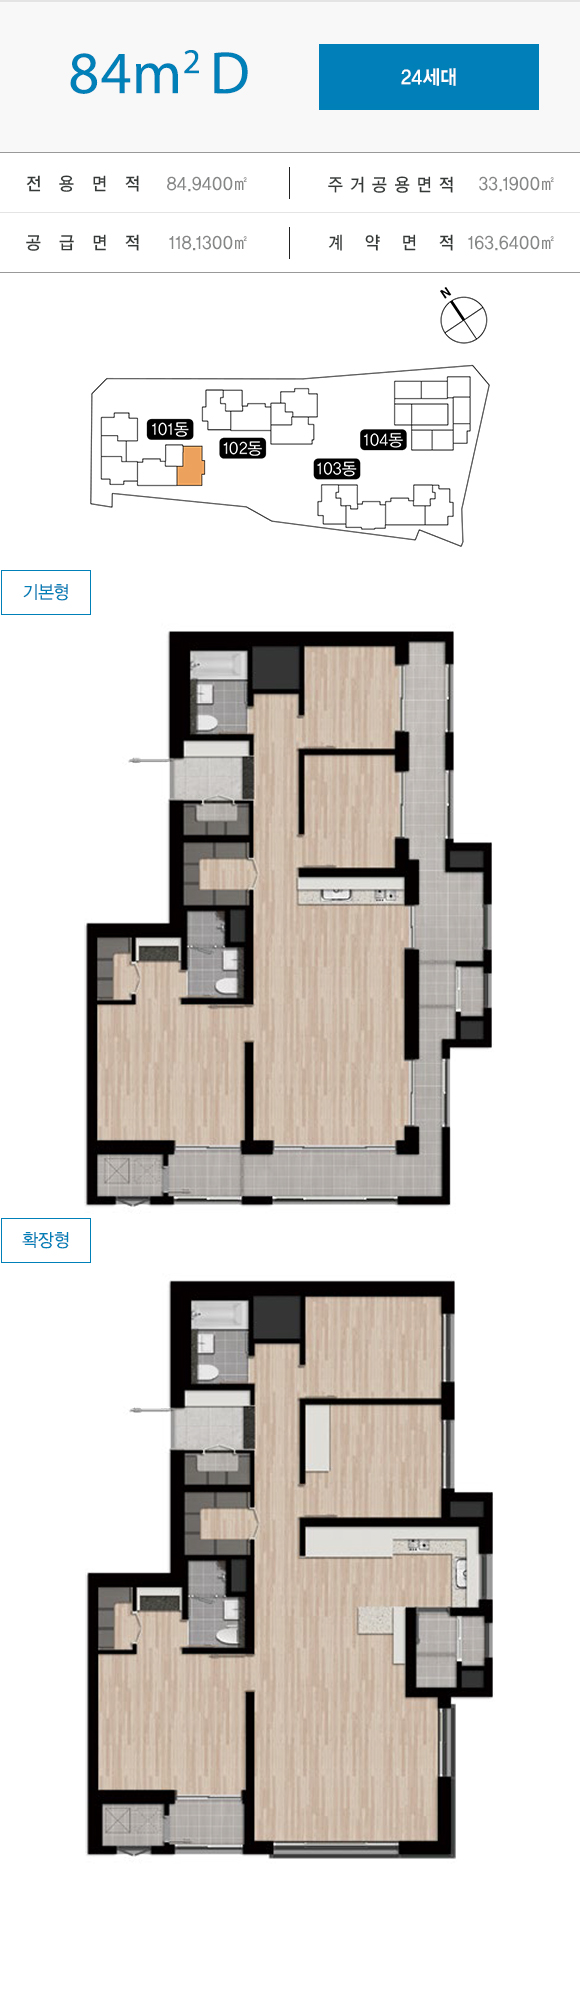 84m² D
24세대
전용면적 84.9400㎡
주거공용면적 33.1900㎡
공급면적 118.1300㎡
계약면적 163.6400㎡
N
101동
102동
103동
104동
기본형
확장형